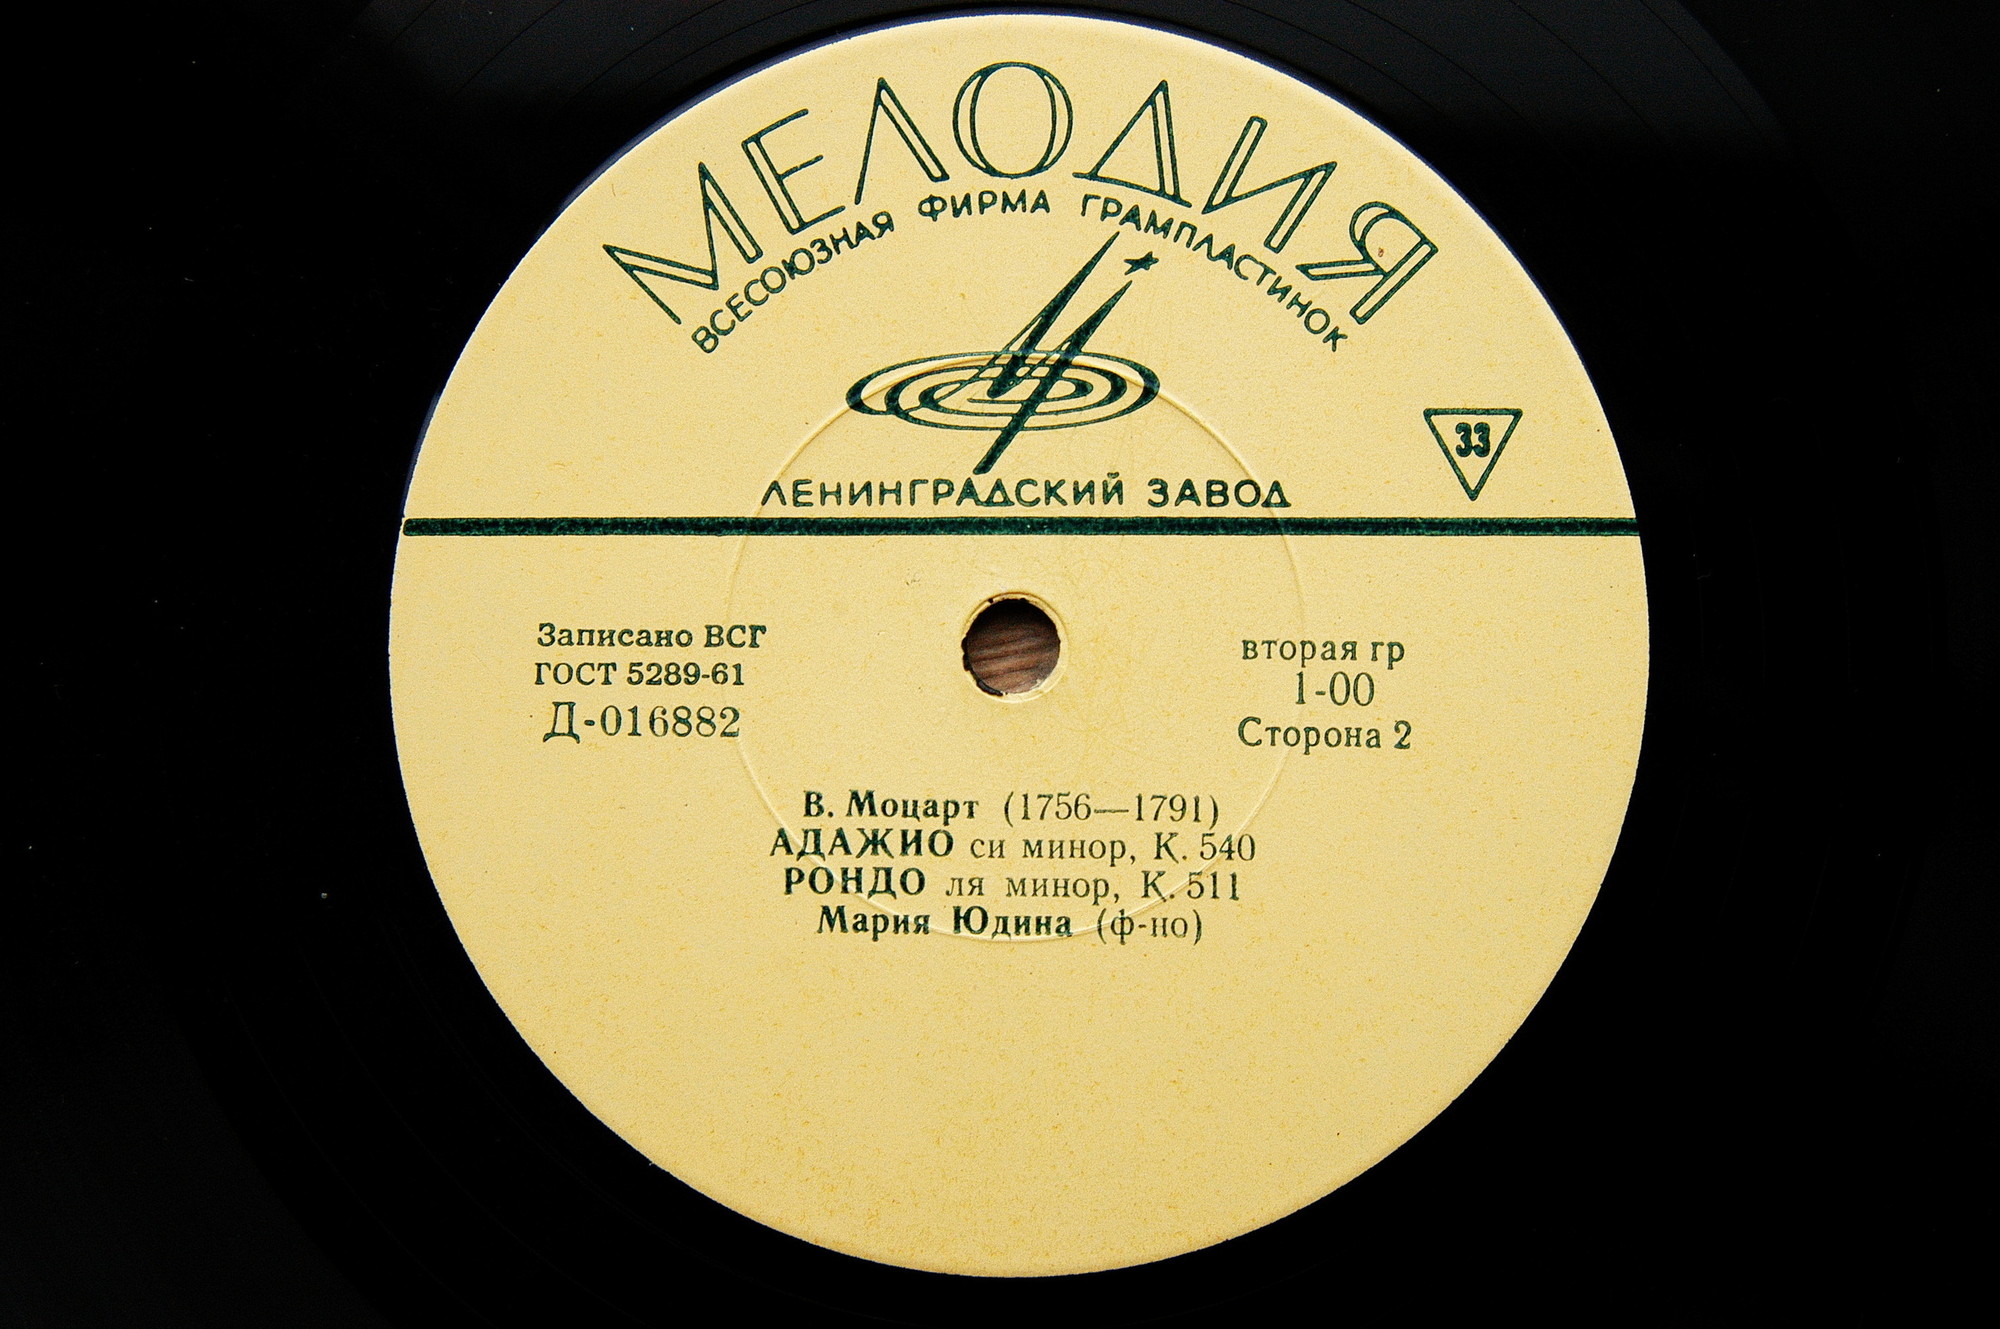 МЕЛОДИЯ
ВСЕСОЮЗНАЯ ФИРМА ГРАМПЛАСТИНОК
33
ЛЕНИНГРАДСКИЙ ЗАВОД
Записано ВСГ
ГОСТ 5289-61
Д-016882
вторая гр
1-00
Сторона 2
В. Моцарт (1756—1791)
АДАЖИО си минор, К. 540
РОНДО ля минор, К. 511
Мария Юдина (ф-но)